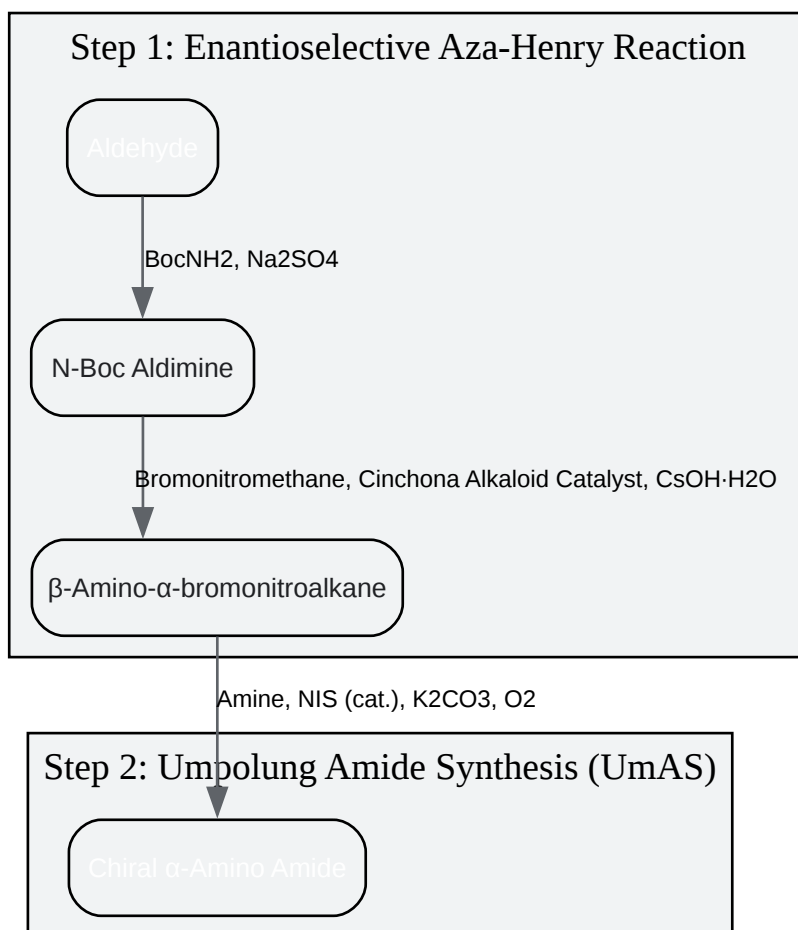 Step 1: Enantioselective Aza-Henry Reaction
Aldehyde
BocNH2, Na2SO4
N-Boc Aldimine
Bromonitromethane, Cinchona Alkaloid Catalyst, CsOH·H2O
β-Amino-α-bromonitroalkane
Amine, NIS (cat.), K2CO3, O2
Step 2: Umpolung Amide Synthesis (UmAS)
Chiral α-Amino Amide